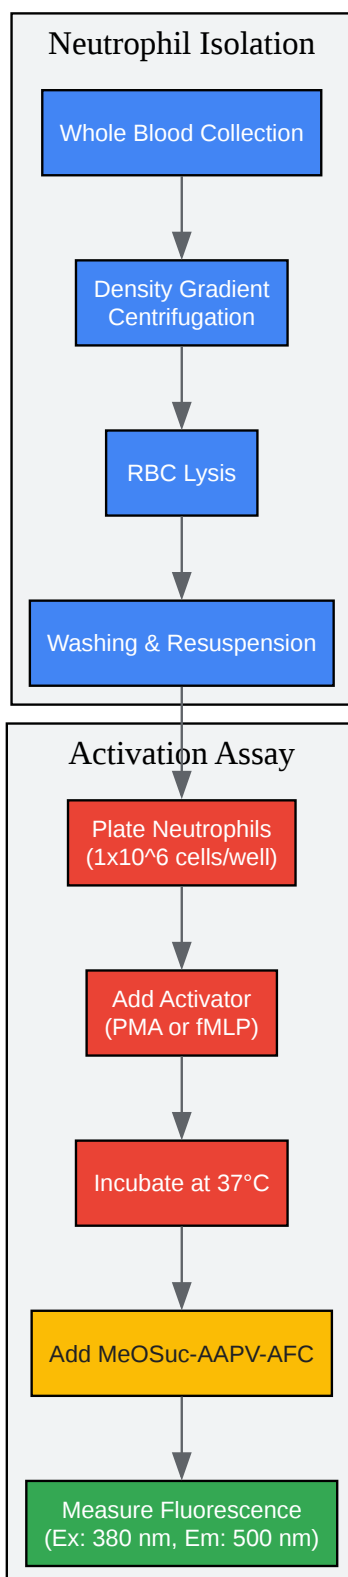 Neutrophil Isolation
Whole Blood Collection
Density Gradient
Centrifugation
RBC Lysis
Washing & Resuspension
Activation Assay
Plate Neutrophils
(1x10^6 cells/well)
Add Activator
(PMA or fMLP)
Incubate at 37°C
Add MeOSuc-AAPV-AFC
Measure Fluorescence
(Ex: 380 nm, Em: 500 nm)